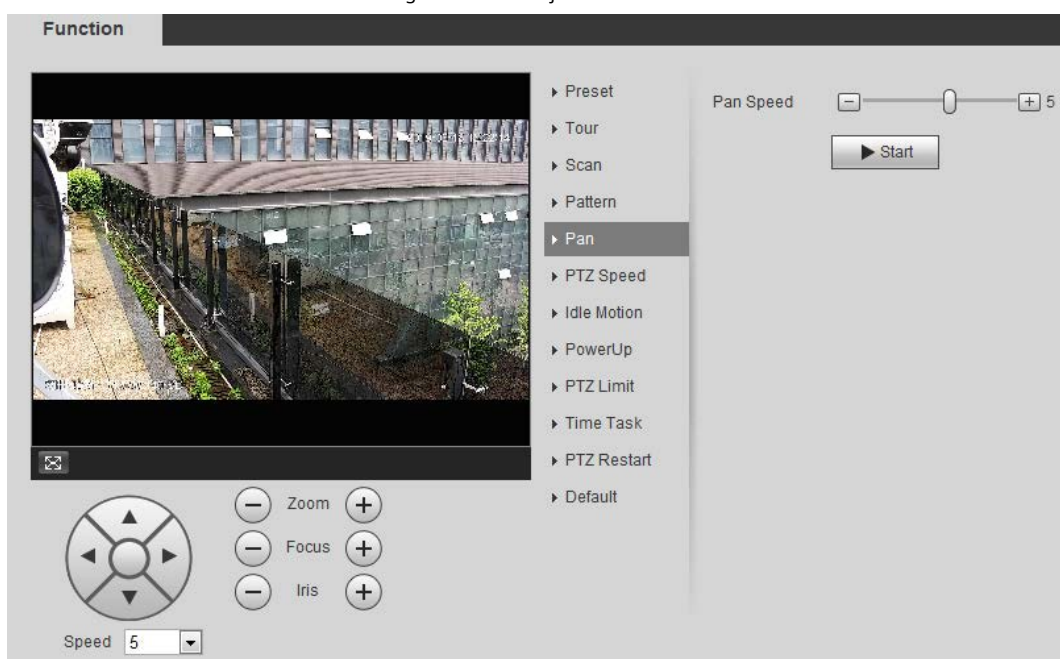 Function
Preset
Tour
Scan
Pattern
Pan
PTZ Speed
Idle Motion
PowerUp
PTZ Limit
Time Task
PTZ Restart
Default
Pan Speed
5
Start
Zoom
Focus
Iris
Speed 5